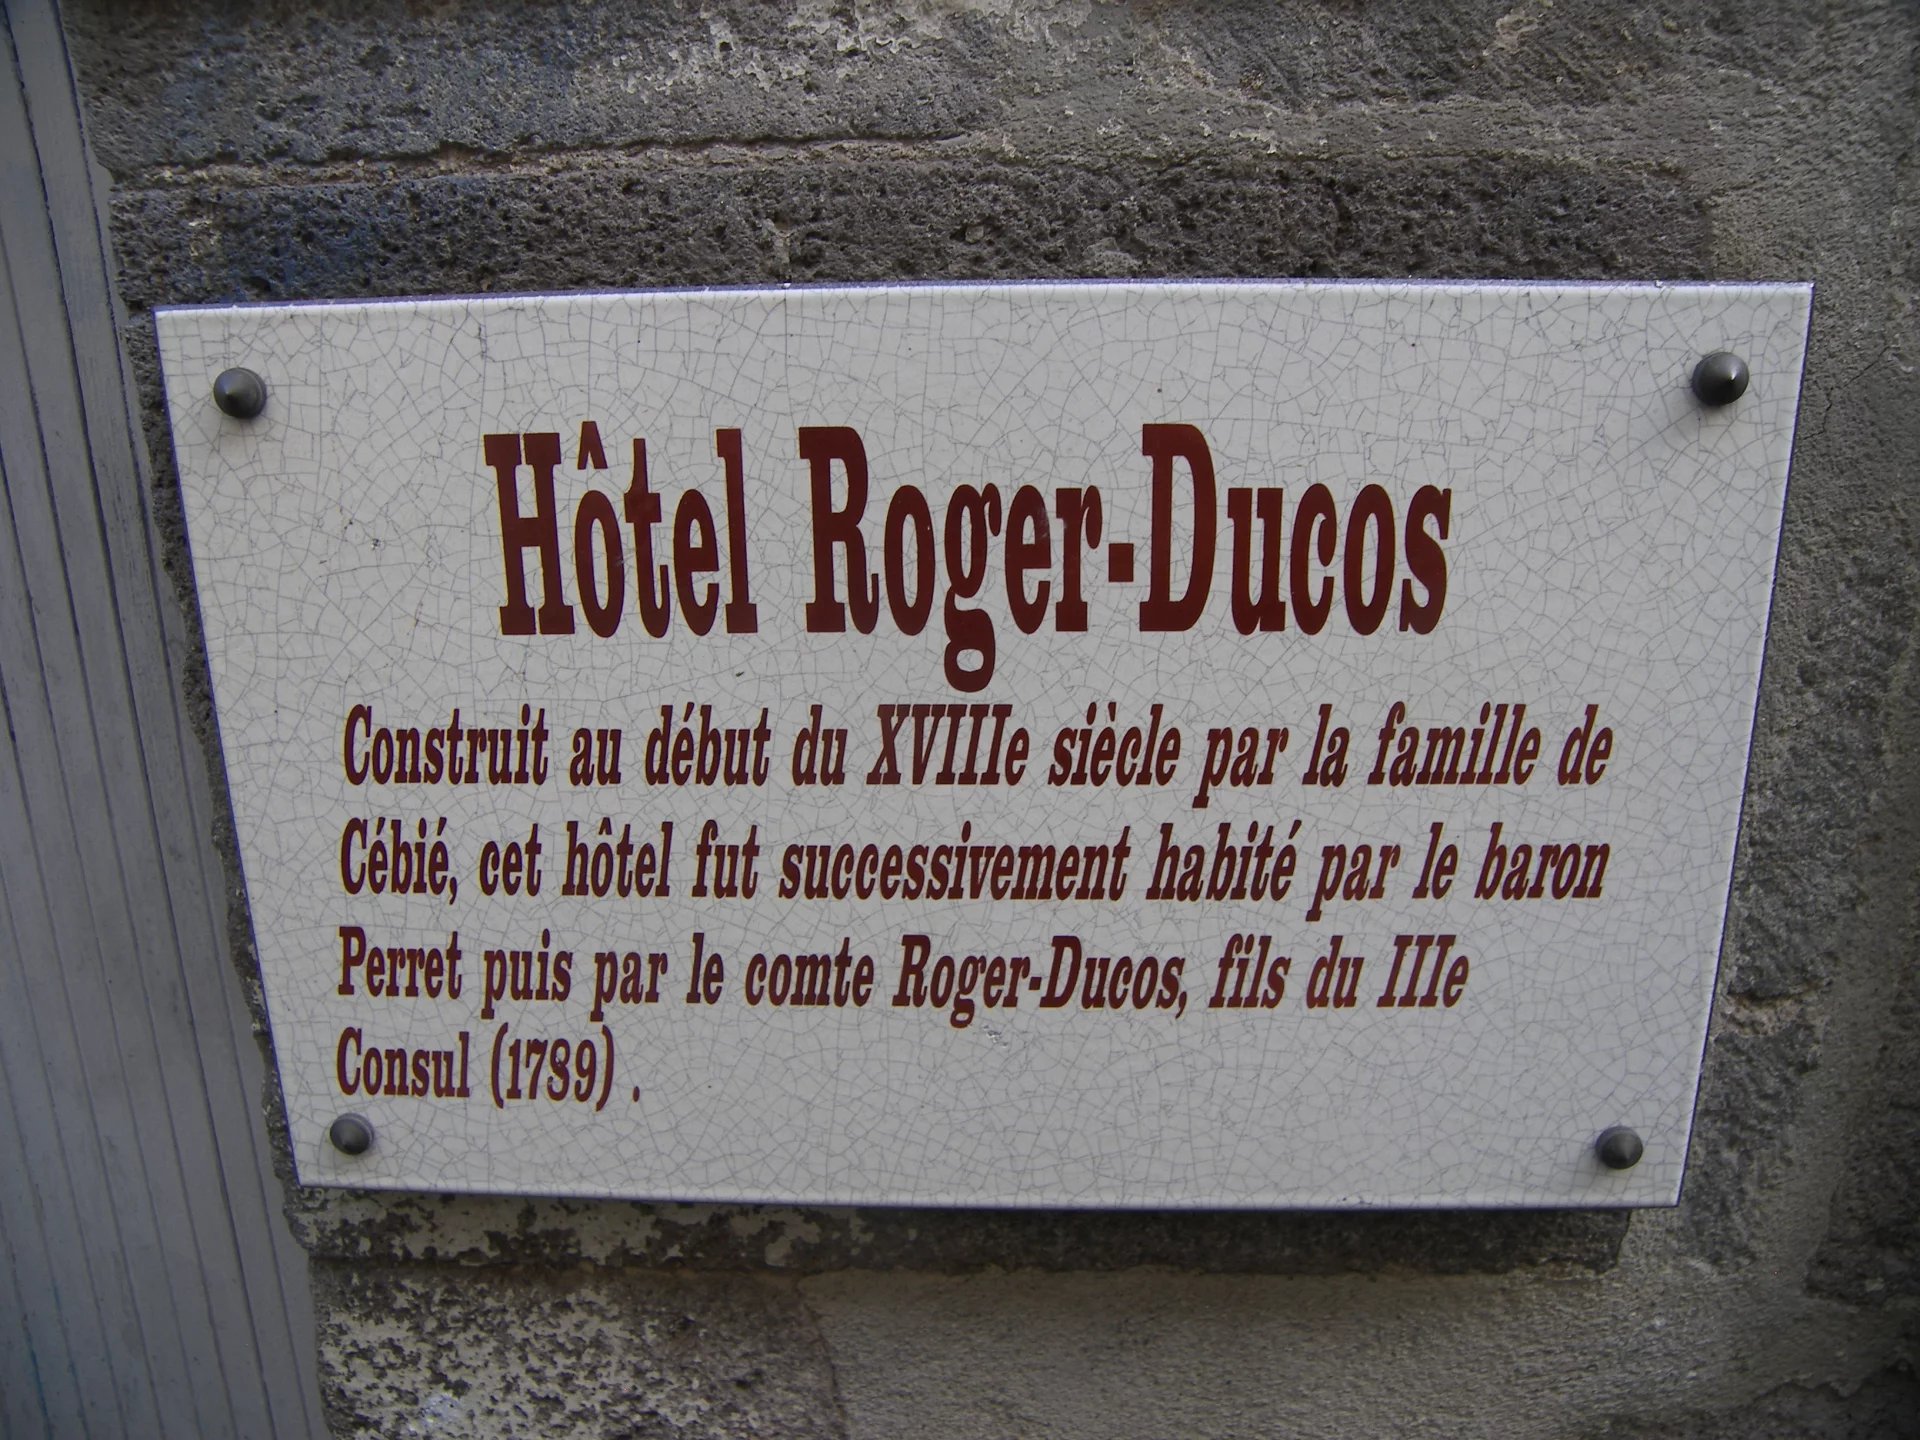 Hôtel Roger-Ducos
Construit au début du XVIIIe siècle par la famille de
Cébié, cet hôtel fut successivement habité par le baron
Perret puis par le comte Roger-Ducos, fils du IIIe
Consul (1789) .